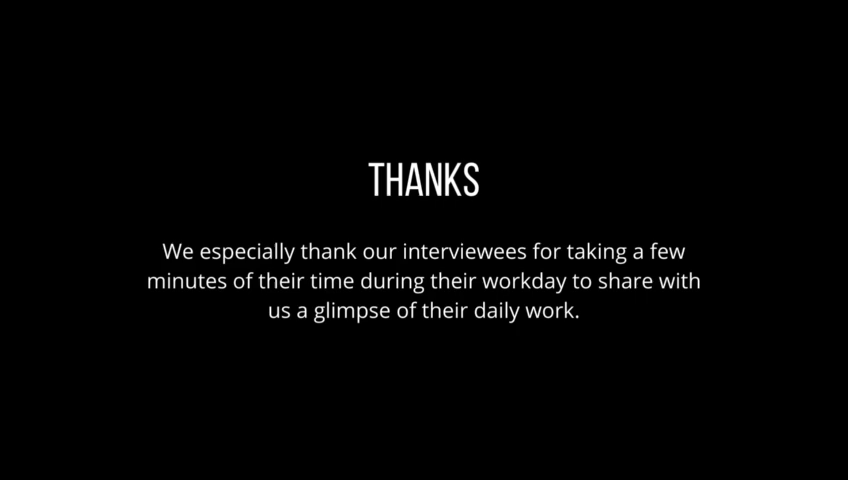 THANKS
We especially thank our interviewees for taking a few
minutes of their time during their workday to share with
us a glimpse of their daily work.